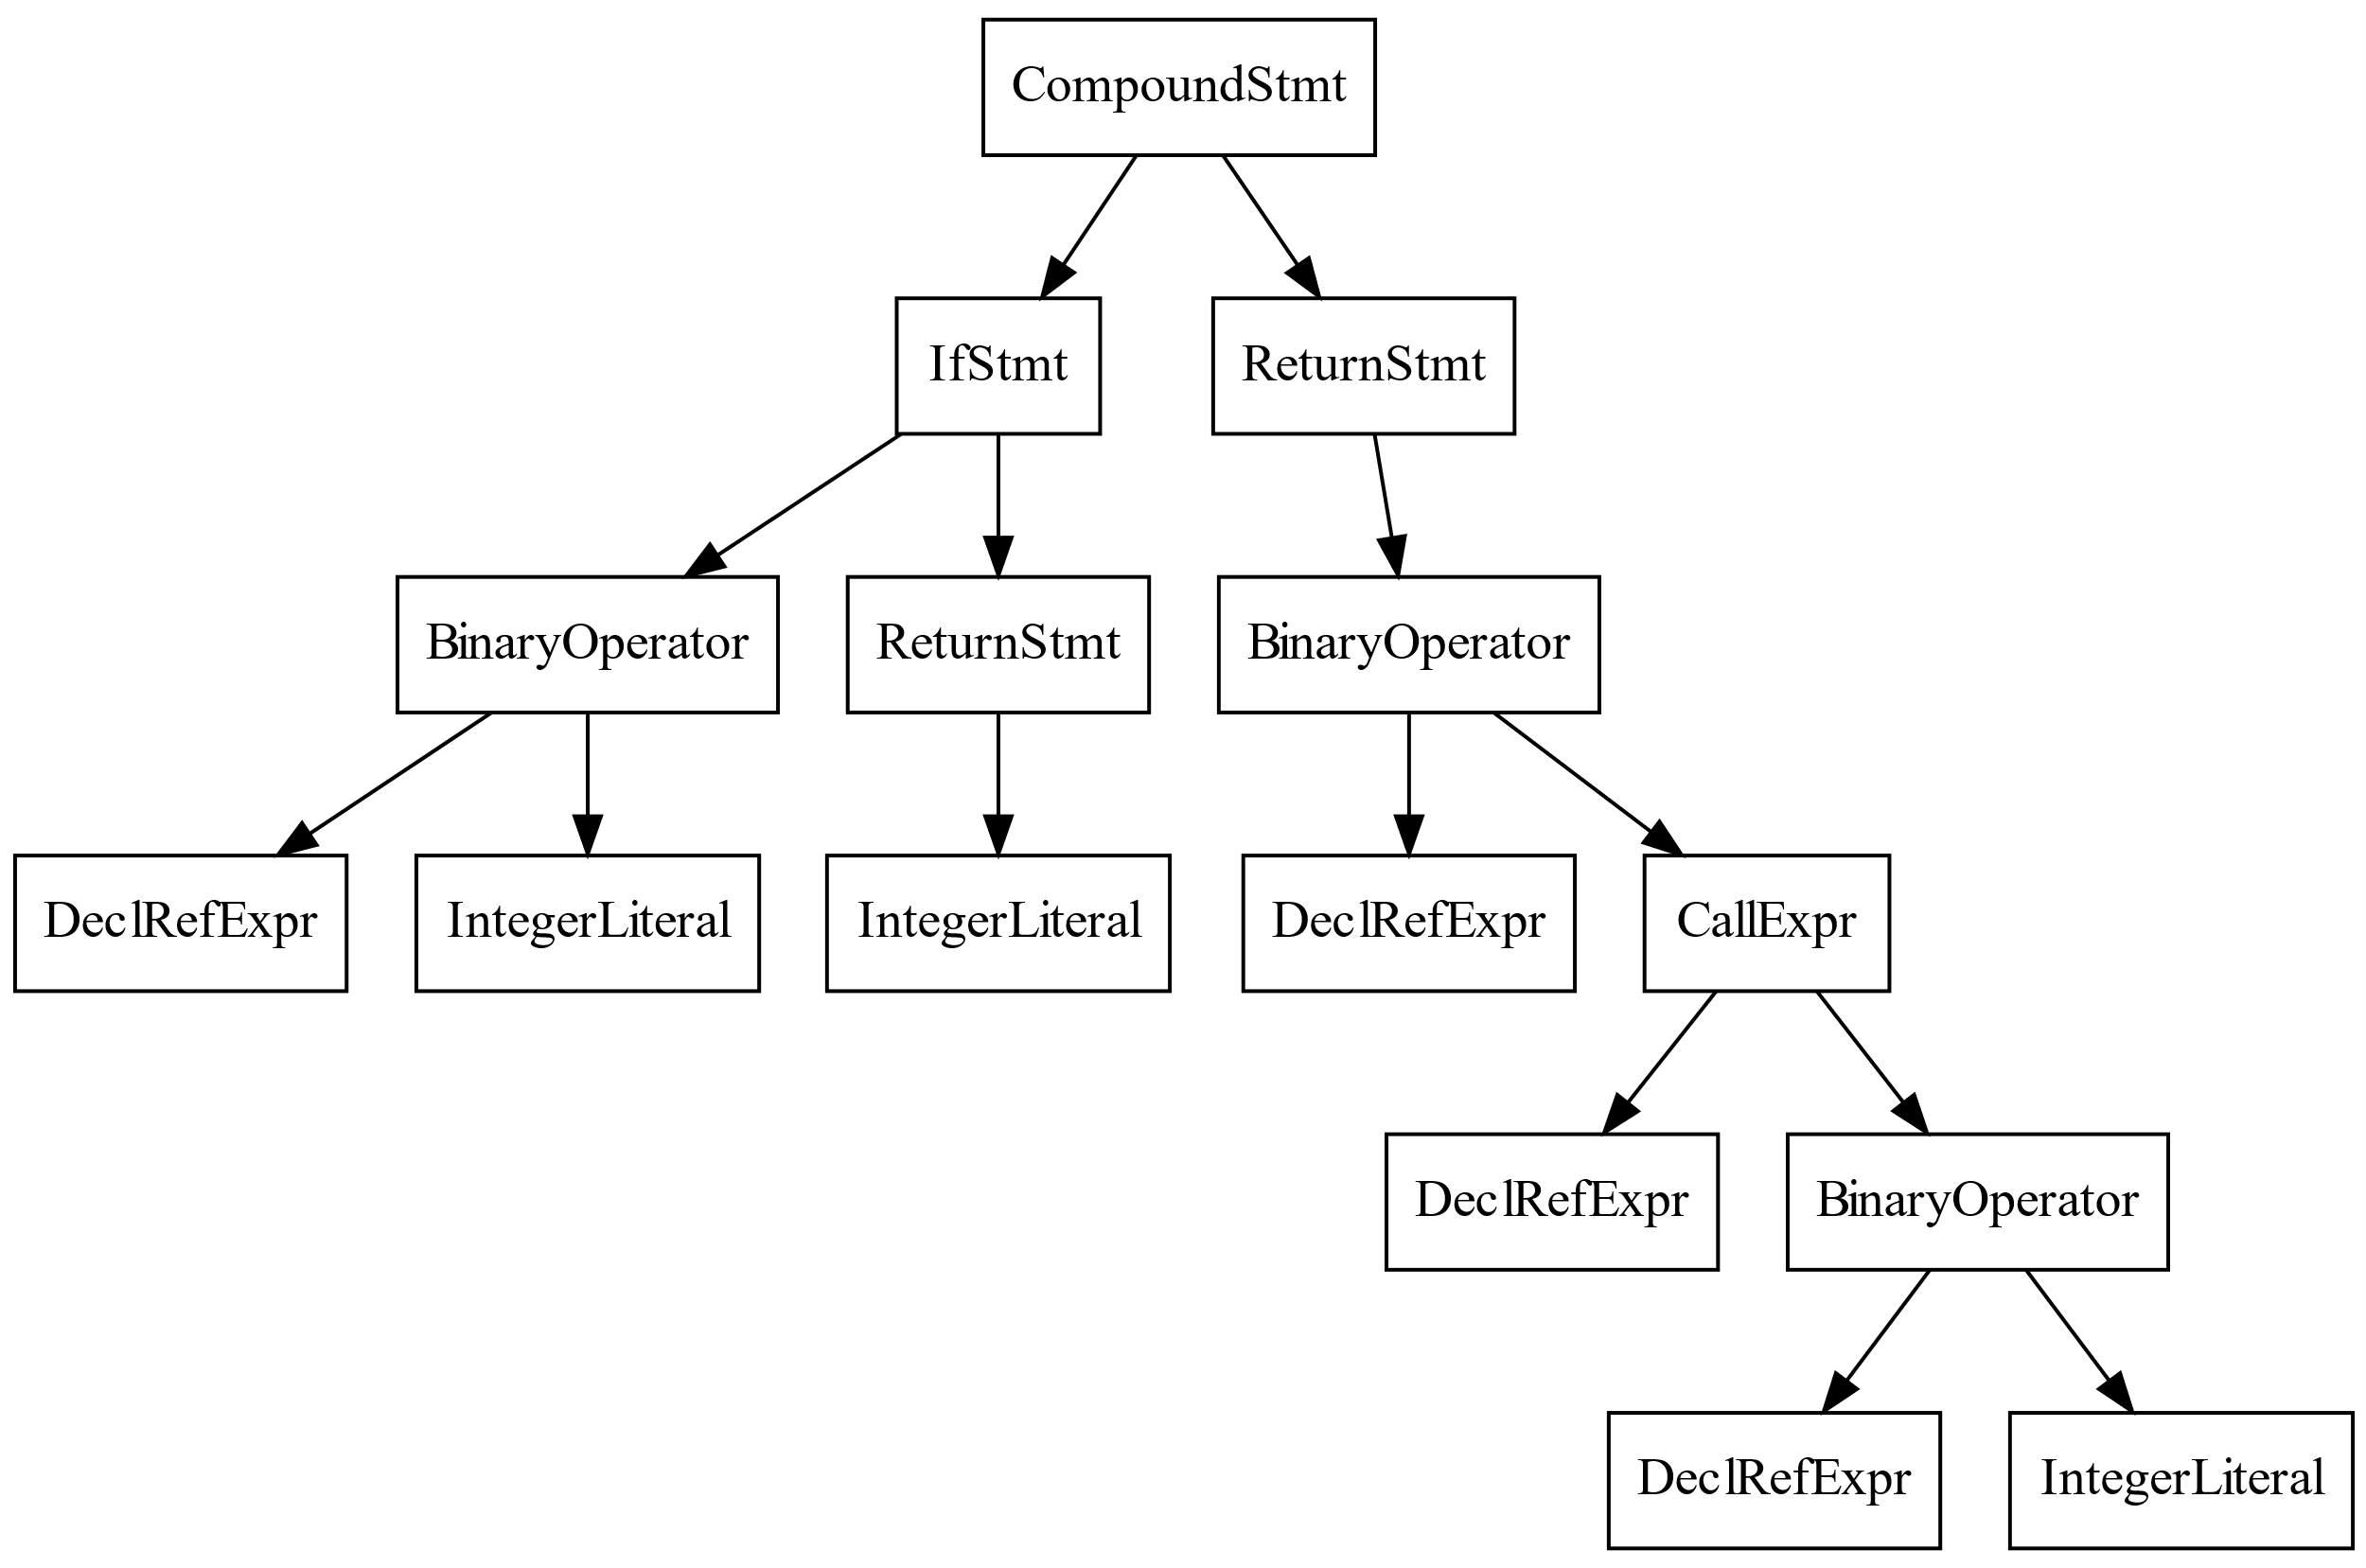 CompoundStmt
IfStmt
ReturnStmt
BinaryOperator
ReturnStmt
BinaryOperator
DeclRefExpr
IntegerLiteral
IntegerLiteral
DeclRefExpr
CallExpr
DeclRefExpr
BinaryOperator
DeclRefExpr
IntegerLiteral